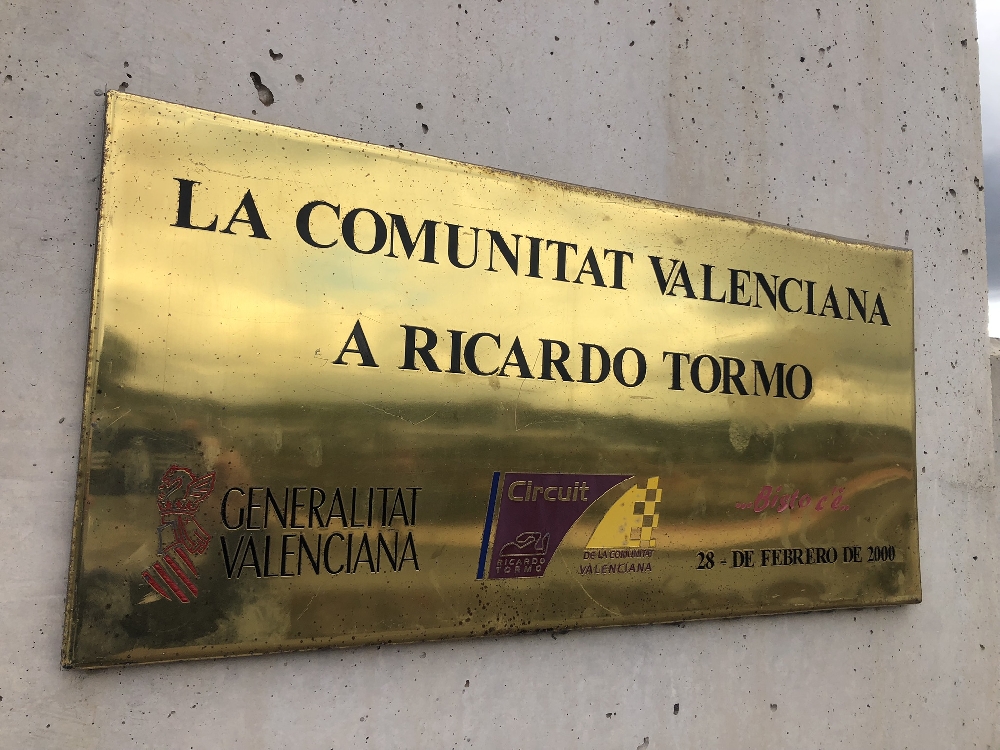 LA COMUNITAT VALENCIANA
A RICARDO TORMO
GENERALITAT
VALENCIANA
Circuit
RICARDO
TORMO
DE LA COMUNITAT
VALENCIANA
28 - DE FEBRERO DE 2000